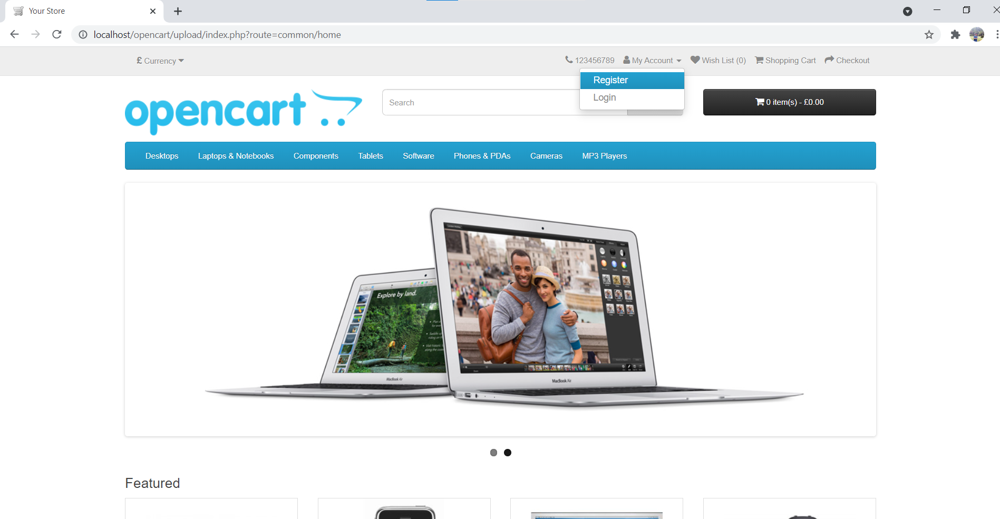 Your Store
localhost/opencart/upload/index.php?route=common/home
£ Currency
123456789 My Account Wish List (0) Shopping Cart Checkout
Register
Login
opencart
Search
0 item(s) - £0.00
Desktops Laptops & Notebooks Components Tablets Software Phones & PDAs Cameras MP3 Players
Explore by land.
MacBook Air
MacBook Air
Featured